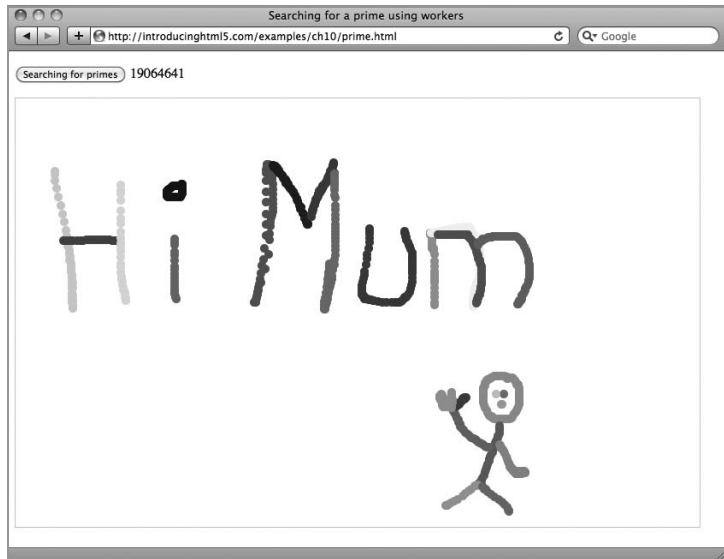 Searching for a prime using workers
http://introducinghtml5.com/examples/ch10/prime.html
Google
Searching for primes 19064641
Hi Mum